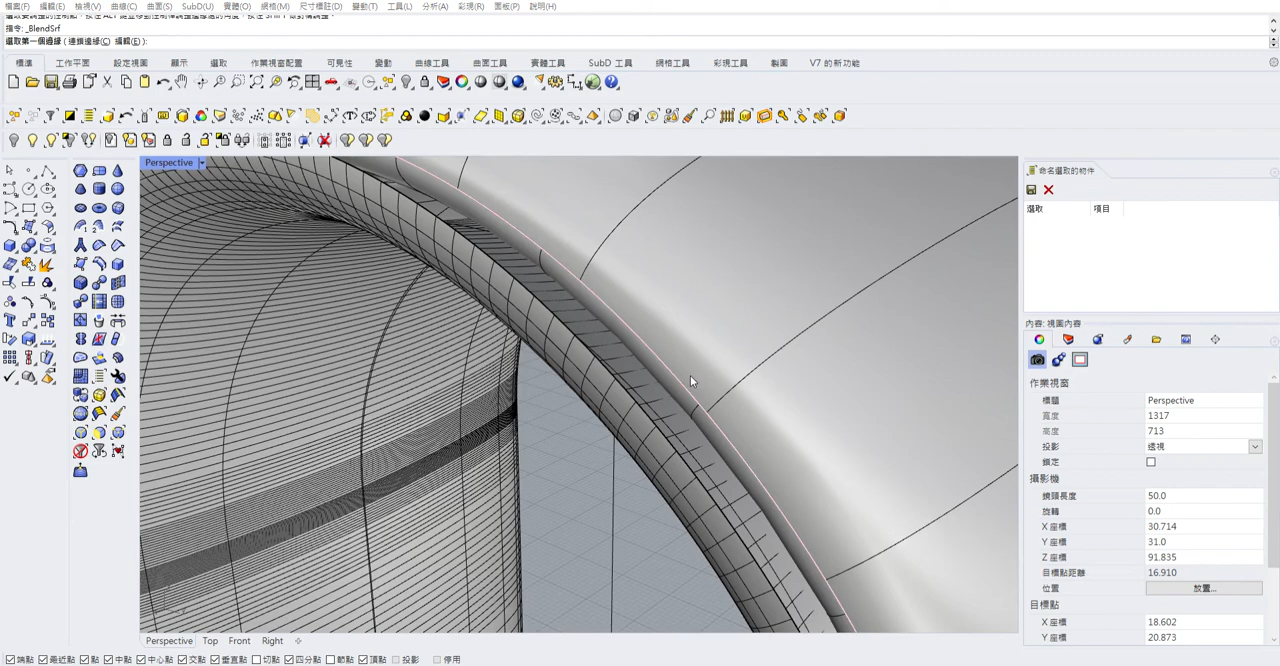 檔案(F) 編輯(E) 檢視(V) 曲線(C) 曲面(S) SubD(U) 實體(O) 網格(M) 尺寸標註(D) 變動(T) 工具(L) 分析(A) 彩現(R) 面板(P) 說明(H)
指令: _BlendSrf
選取第一個邊緣 ( 連鎖邊緣(C) 編輯(E) ):
標準 工作平面 設定視圖 顯示 選取 作業視窗配置 可見性 變動 曲線工具 曲面工具 實體工具 SubD 工具 網格工具 彩現工具 製圖 V7 的新功能
Perspective
命名選取的物件
選取 項目
內容: 視圖內容
作業視窗
標題 Perspective
寬度 1317
高度 713
投影 透視
鎖定
攝影機
鏡頭長度 50.0
旋轉 0.0
X 座標 30.714
Y 座標 31.0
Z 座標 91.835
目標點距離 16.910
位置 放置...
目標點
X 座標 18.602
Y 座標 20.873
Perspective Top Front Right
端點 最近點 點 中點 中心點 交點 垂直點 切點 四分點 節點 頂點 投影 停用